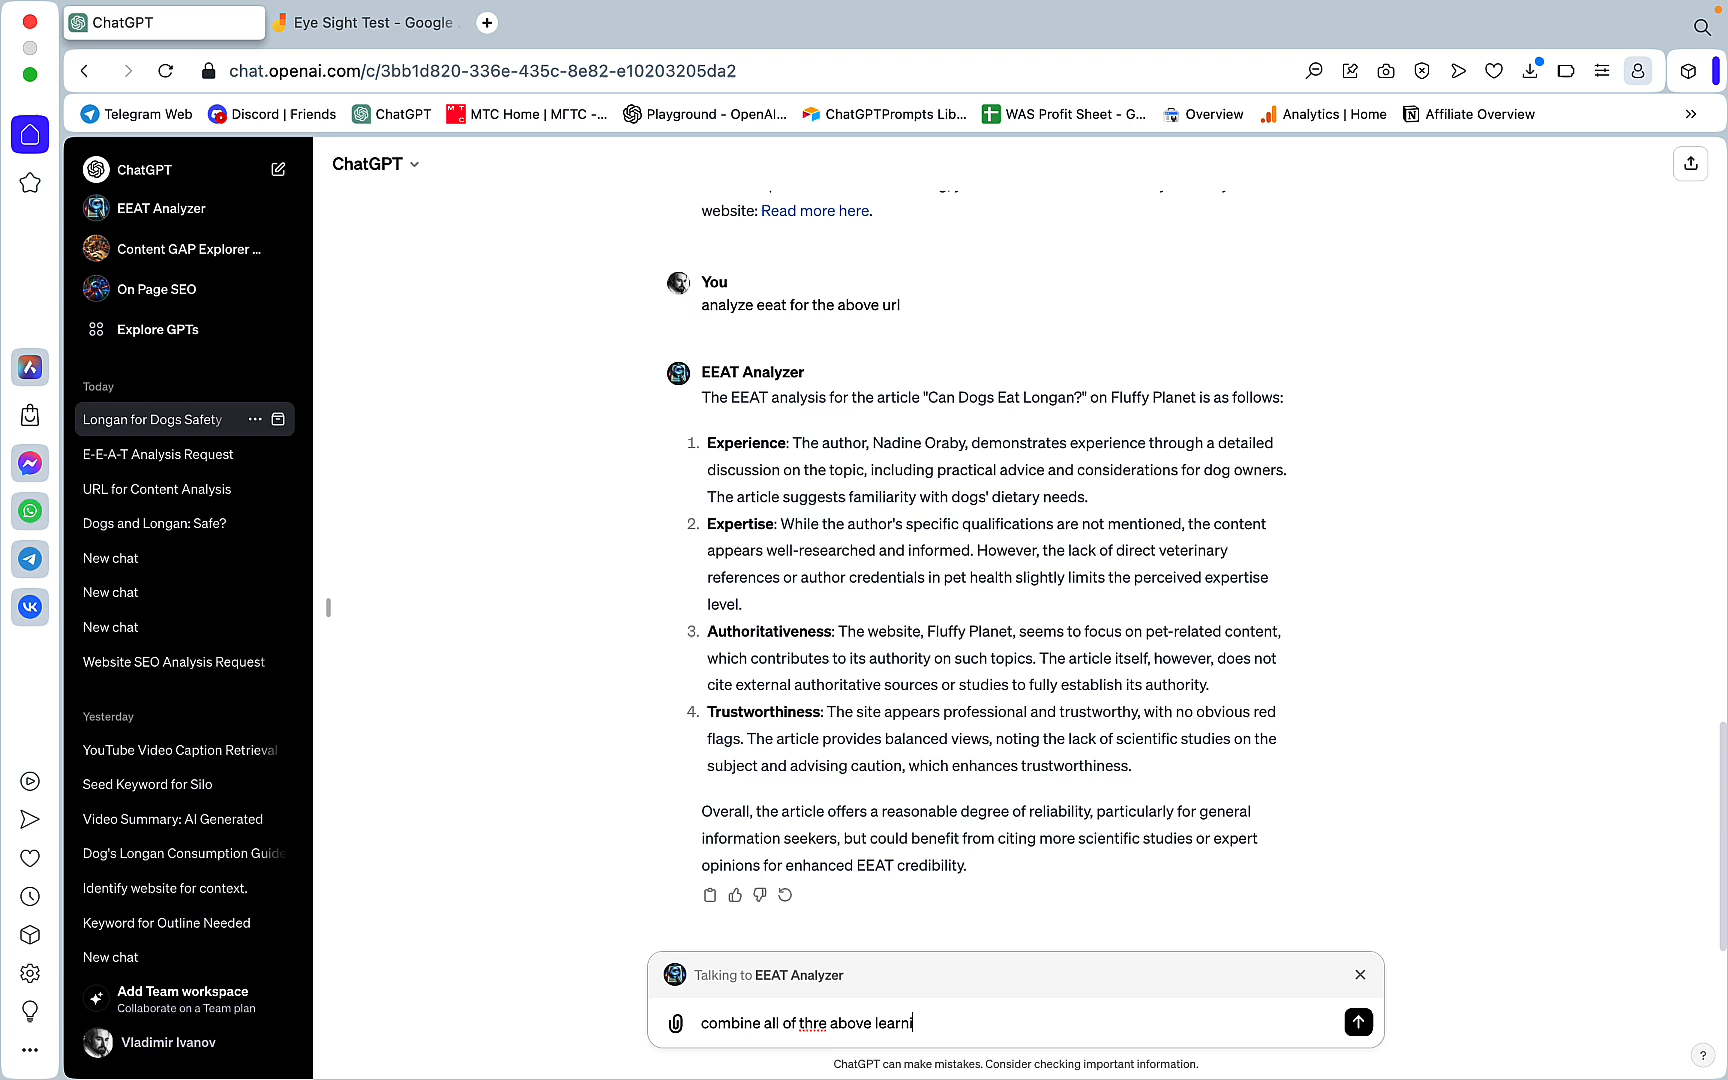 ChatGPT
Eye Sight Test - Google
chat.openai.com/c/3bb1d820-336e-435c-8e82-e10203205da2
Telegram Web
Discord | Friends
ChatGPT
МТС Home | МГТС -...
Playground - OpenAI...
ChatGPTPrompts Lib...
WAS Profit Sheet - G...
Overview
Analytics | Home
Affiliate Overview
ChatGPT
EEAT Analyzer
Content GAP Explorer ...
On Page SEO
Explore GPTs
Today
Longan for Dogs Safety
E-E-A-T Analysis Request
URL for Content Analysis
Dogs and Longan: Safe?
New chat
New chat
New chat
Website SEO Analysis Request
Yesterday
YouTube Video Caption Retrieval
Seed Keyword for Silo
Video Summary: AI Generated
Dog's Longan Consumption Guide
Identify website for context.
Keyword for Outline Needed
New chat
Add Team workspace
Collaborate on a Team plan
Vladimir Ivanov
ChatGPT
website: Read more here.
You
analyze eeat for the above url
EEAT Analyzer
The EEAT analysis for the article "Can Dogs Eat Longan?" on Fluffy Planet is as follows:
1. Experience: The author, Nadine Oraby, demonstrates experience through a detailed
discussion on the topic, including practical advice and considerations for dog owners.
The article suggests familiarity with dogs' dietary needs.
2. Expertise: While the author's specific qualifications are not mentioned, the content
appears well-researched and informed. However, the lack of direct veterinary
references or author credentials in pet health slightly limits the perceived expertise
level.
3. Authoritativeness: The website, Fluffy Planet, seems to focus on pet-related content,
which contributes to its authority on such topics. The article itself, however, does not
cite external authoritative sources or studies to fully establish its authority.
4. Trustworthiness: The site appears professional and trustworthy, with no obvious red
flags. The article provides balanced views, noting the lack of scientific studies on the
subject and advising caution, which enhances trustworthiness.
Overall, the article offers a reasonable degree of reliability, particularly for general
information seekers, but could benefit from citing more scientific studies or expert
opinions for enhanced EEAT credibility.
Talking to EEAT Analyzer
combine all of thre above learni
ChatGPT can make mistakes. Consider checking important information.
?